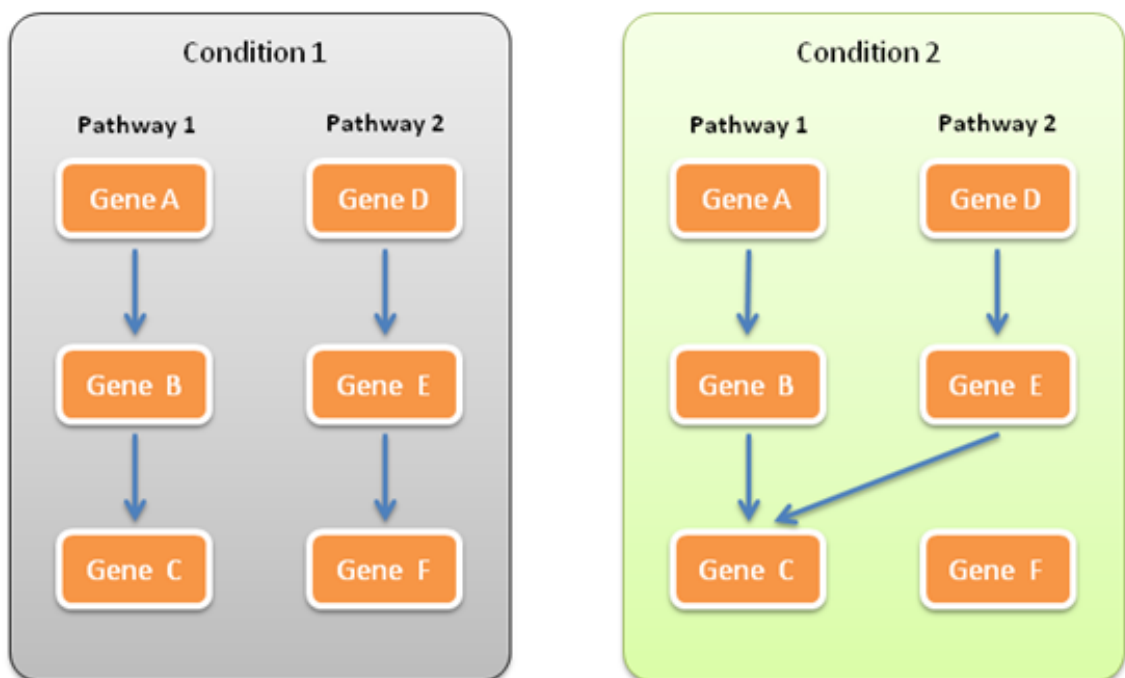 Condition 1
Pathway 1 Pathway 2
Gene A Gene D
Gene B Gene E
Gene C Gene F
Condition 2
Pathway 1 Pathway 2
Gene A Gene D
Gene B Gene E
Gene C Gene F